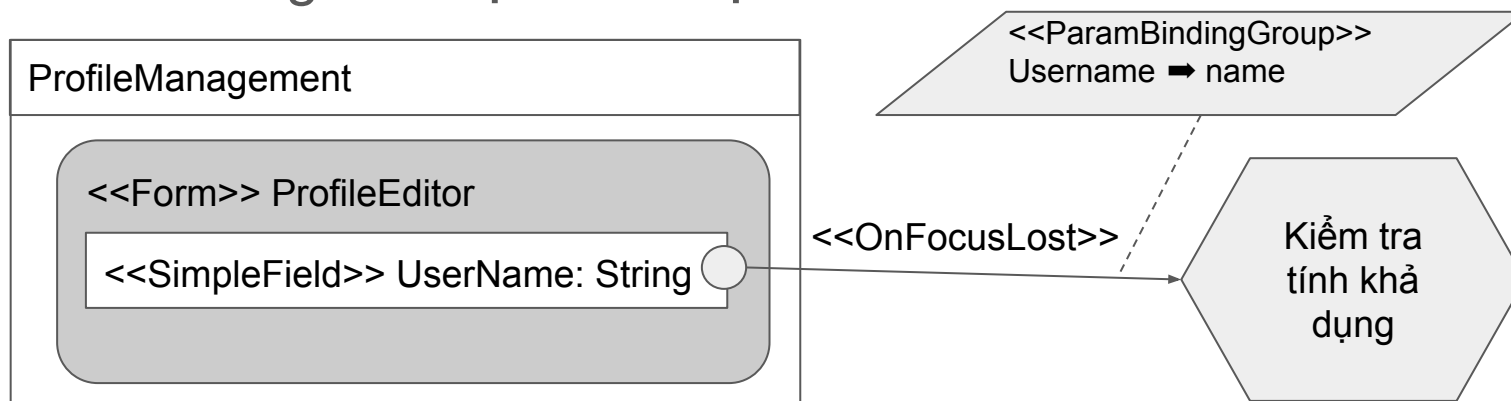 <<ParamBindingGroup>>
Username ➡ name
ProfileManagement
<<Form>> ProfileEditor
<<OnFocusLost>>
<<SimpleField>> UserName: String
Kiểm tra
tính khả
dụng